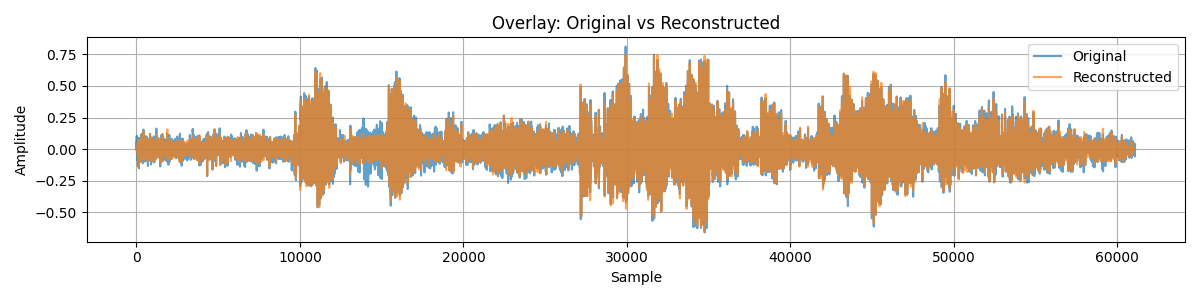 Overlay: Original vs Reconstructed
Original
Reconstructed
Amplitude
0.75
0.50
0.25
0.00
−0.25
−0.50
0 10000 20000 30000 40000 50000 60000
Sample